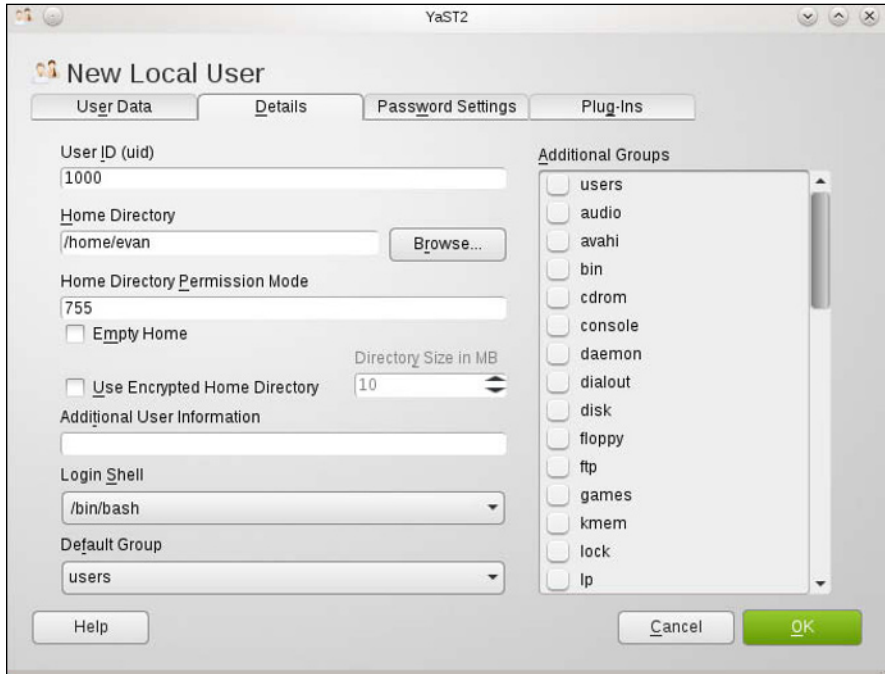 YaST2
New Local User
User Data
Details
Password Settings
Plug-Ins
User ID (uid)
1000
Home Directory
/home/evan
Browse...
Home Directory Permission Mode
755
Empty Home
Directory Size in MB
Use Encrypted Home Directory
10
Additional User Information
Login Shell
/bin/bash
Default Group
users
Additional Groups
users
audio
avahi
bin
cdrom
console
daemon
dialout
disk
floppy
ftp
games
kmem
lock
lp
Help
Cancel
OK